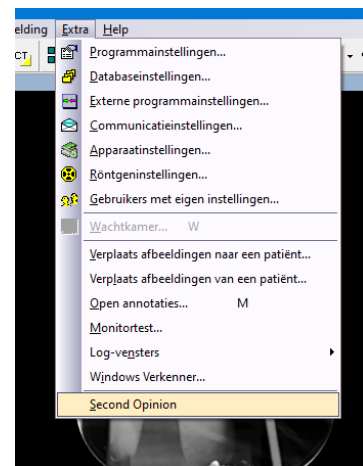 elding Extra Help
CT
Programmainstellingen...
Databaseinstellingen...
Externe programmainstellingen...
Communicatieinstellingen...
Apparaatinstellingen...
Röntgeninstellingen...
Gebruikers met eigen instellingen...
Wachtkamer... W
Verplaats afbeeldingen naar een patiënt...
Verplaats afbeeldingen van een patiënt...
Open annotaties... M
Monitortest...
Log-vensters
Windows Verkenner...
Second Opinion